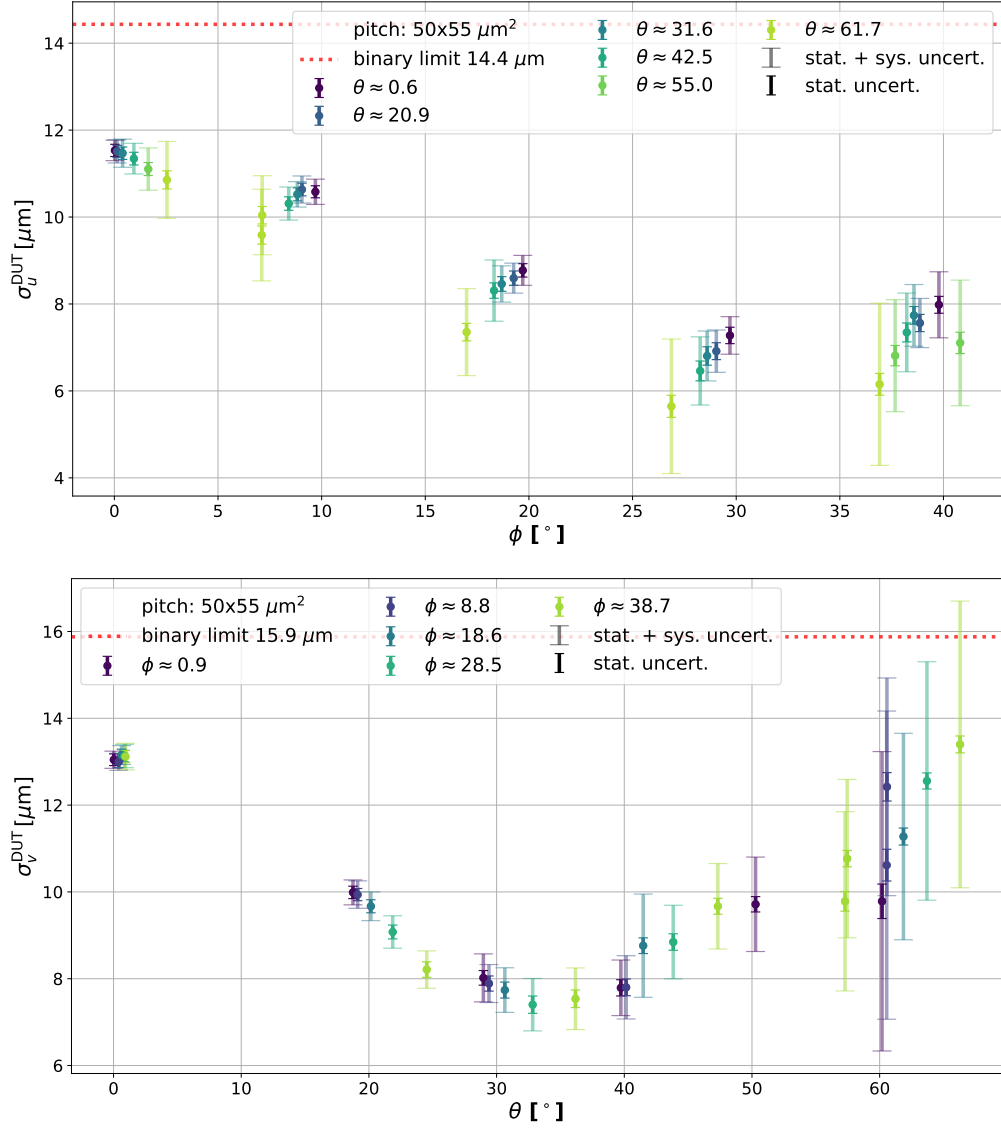 pitch: 50x55 μm²
binary limit 14.4 μm
θ ≈ 0.6
θ ≈ 20.9
θ ≈ 31.6
θ ≈ 42.5
θ ≈ 55.0
θ ≈ 61.7
stat. + sys. uncert.
stat. uncert.
σ_u^DUT [μm]
14
12
10
8
6
4
0 5 10 15 20 25 30 35 40
ϕ [°]
pitch: 50x55 μm²
binary limit 15.9 μm
ϕ ≈ 0.9
ϕ ≈ 8.8
ϕ ≈ 18.6
ϕ ≈ 28.5
ϕ ≈ 38.7
stat. + sys. uncert.
stat. uncert.
σ_v^DUT [μm]
16
14
12
10
8
6
0 10 20 30 40 50 60
θ [°]